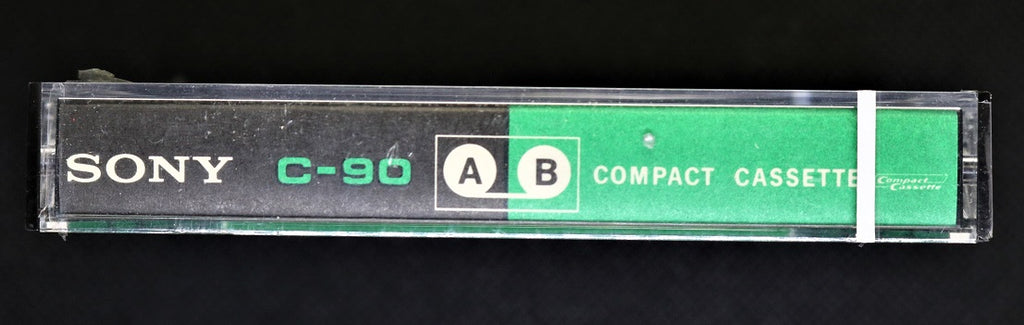 SONY C-90 A B COMPACT CASSETTE
Compact
Cassette